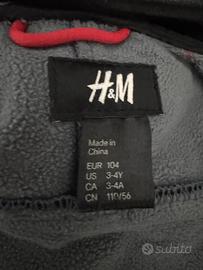 H&M
Made in
China
EUR 104
US 3-4Y
CA 3-4A
CN 110/56
subito